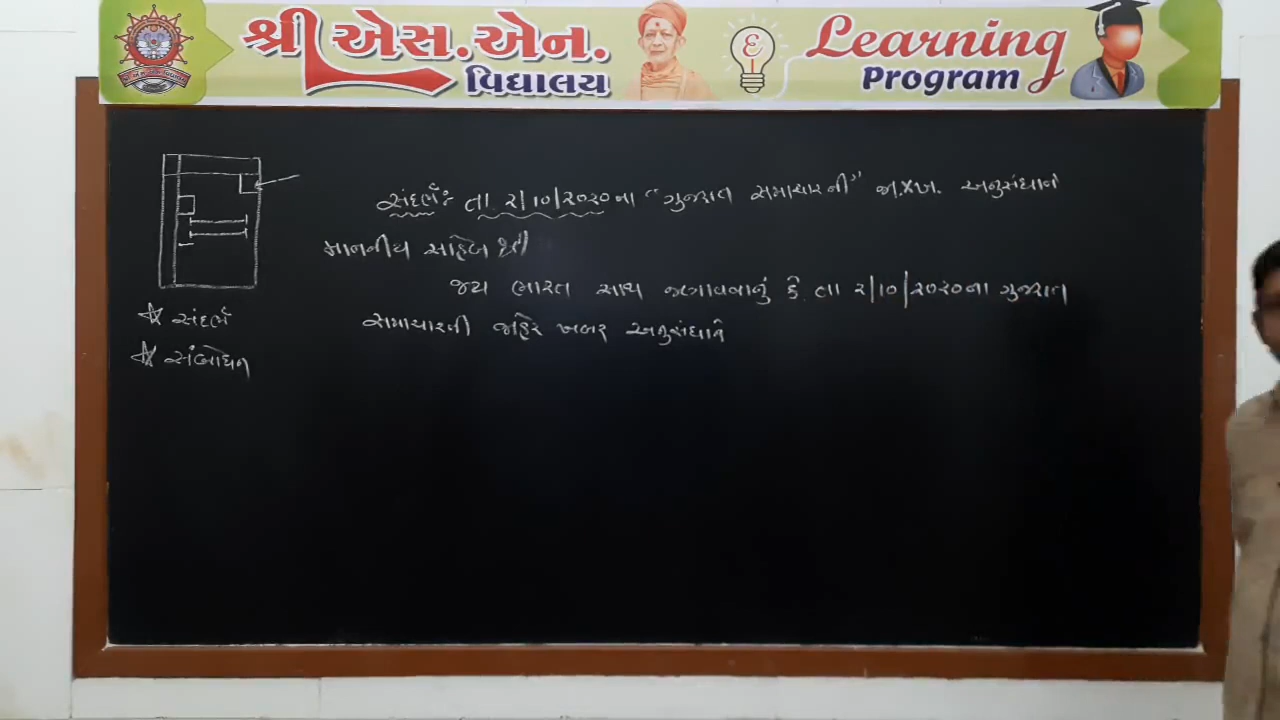 શ્રી એસ.એન.
વિદ્યાલય
Learning
Program
સંદર્ભ:- તા ૨/૧૦/૨૦૨૦ના "ગુજરાત સમાચારની" જા.ખ. અનુસંધાને
માનનીય સાહેબ શ્રી
જય ભારત સાથ જણાવવાનું કે તા ૨/૧૦/૨૦૨૦ના ગુજરાત
સમાચારની જાહેર ખબર અનુસંધાને
☆ સંદર્ભ
☆ સંબોધન